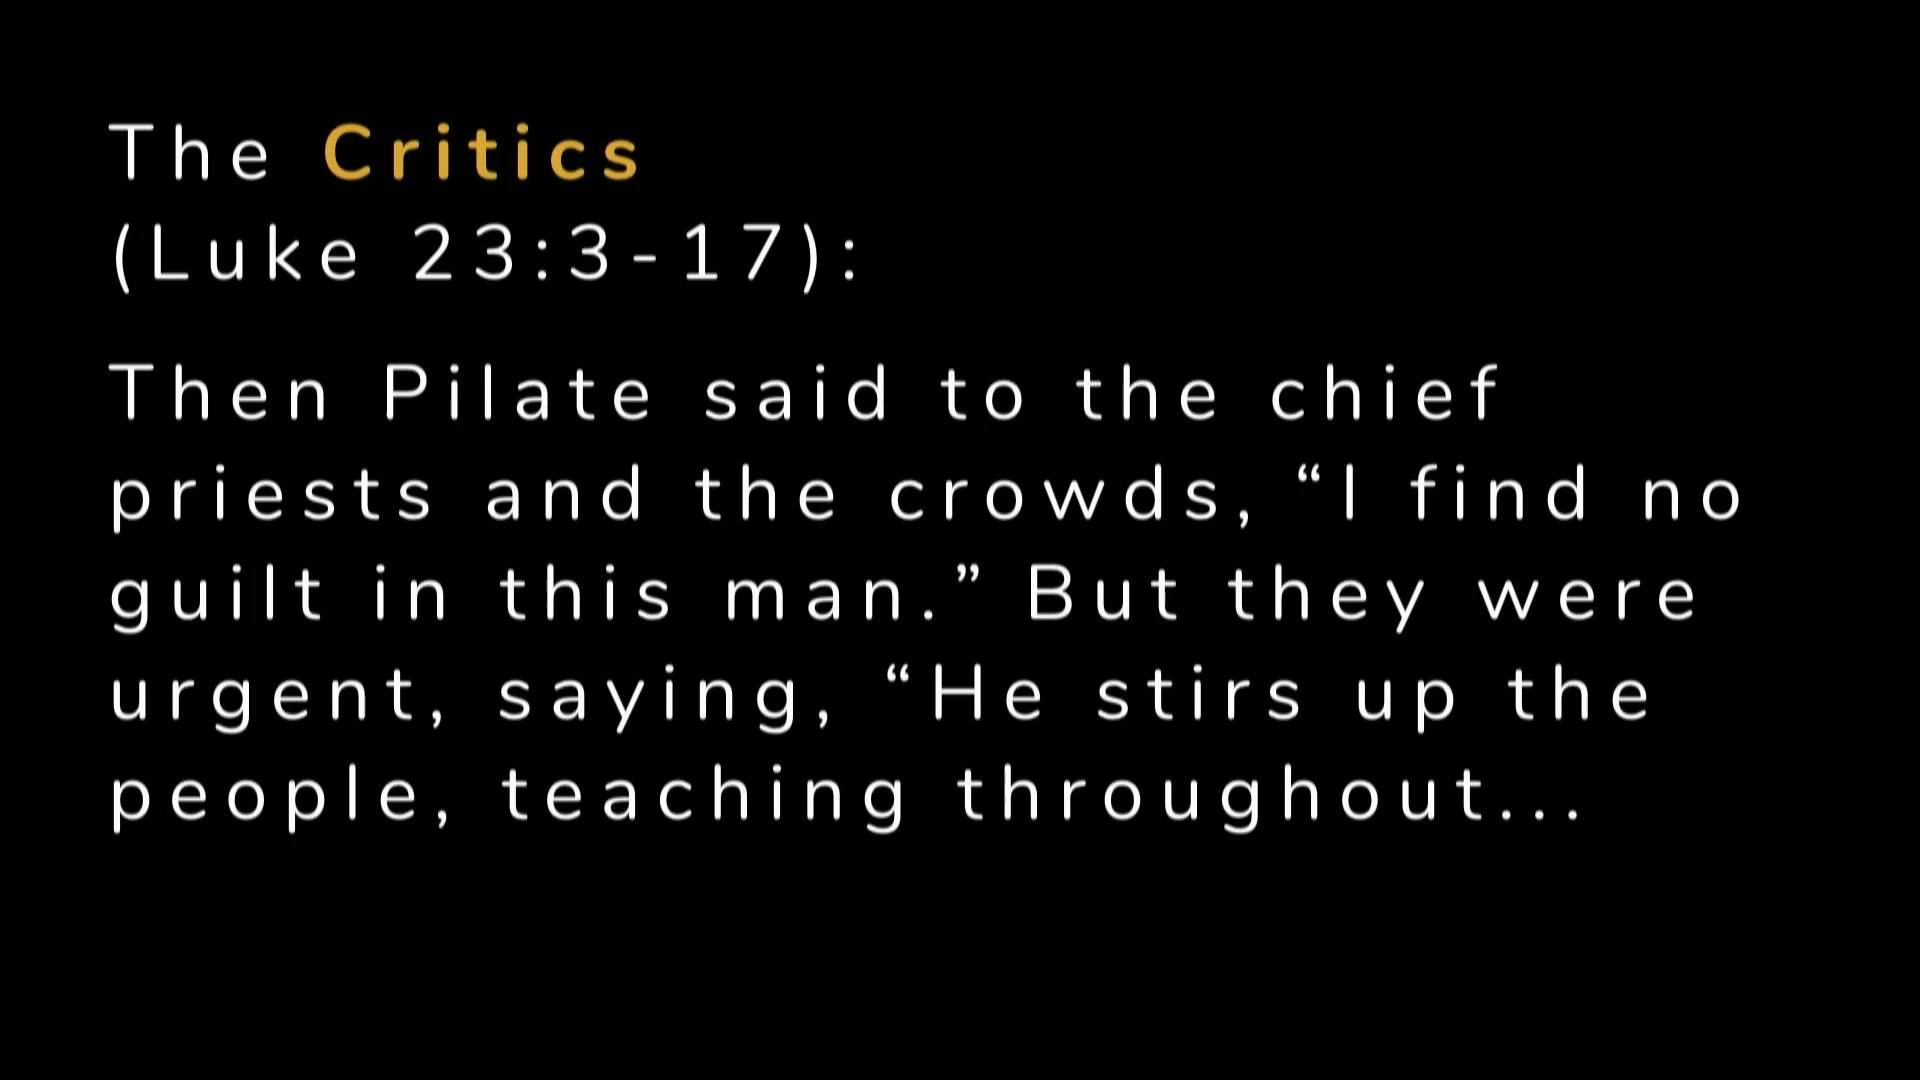 The Critics
(Luke 23:3-17):
Then Pilate said to the chief
priests and the crowds, “I find no
guilt in this man.” But they were
urgent, saying, “He stirs up the
people, teaching throughout...